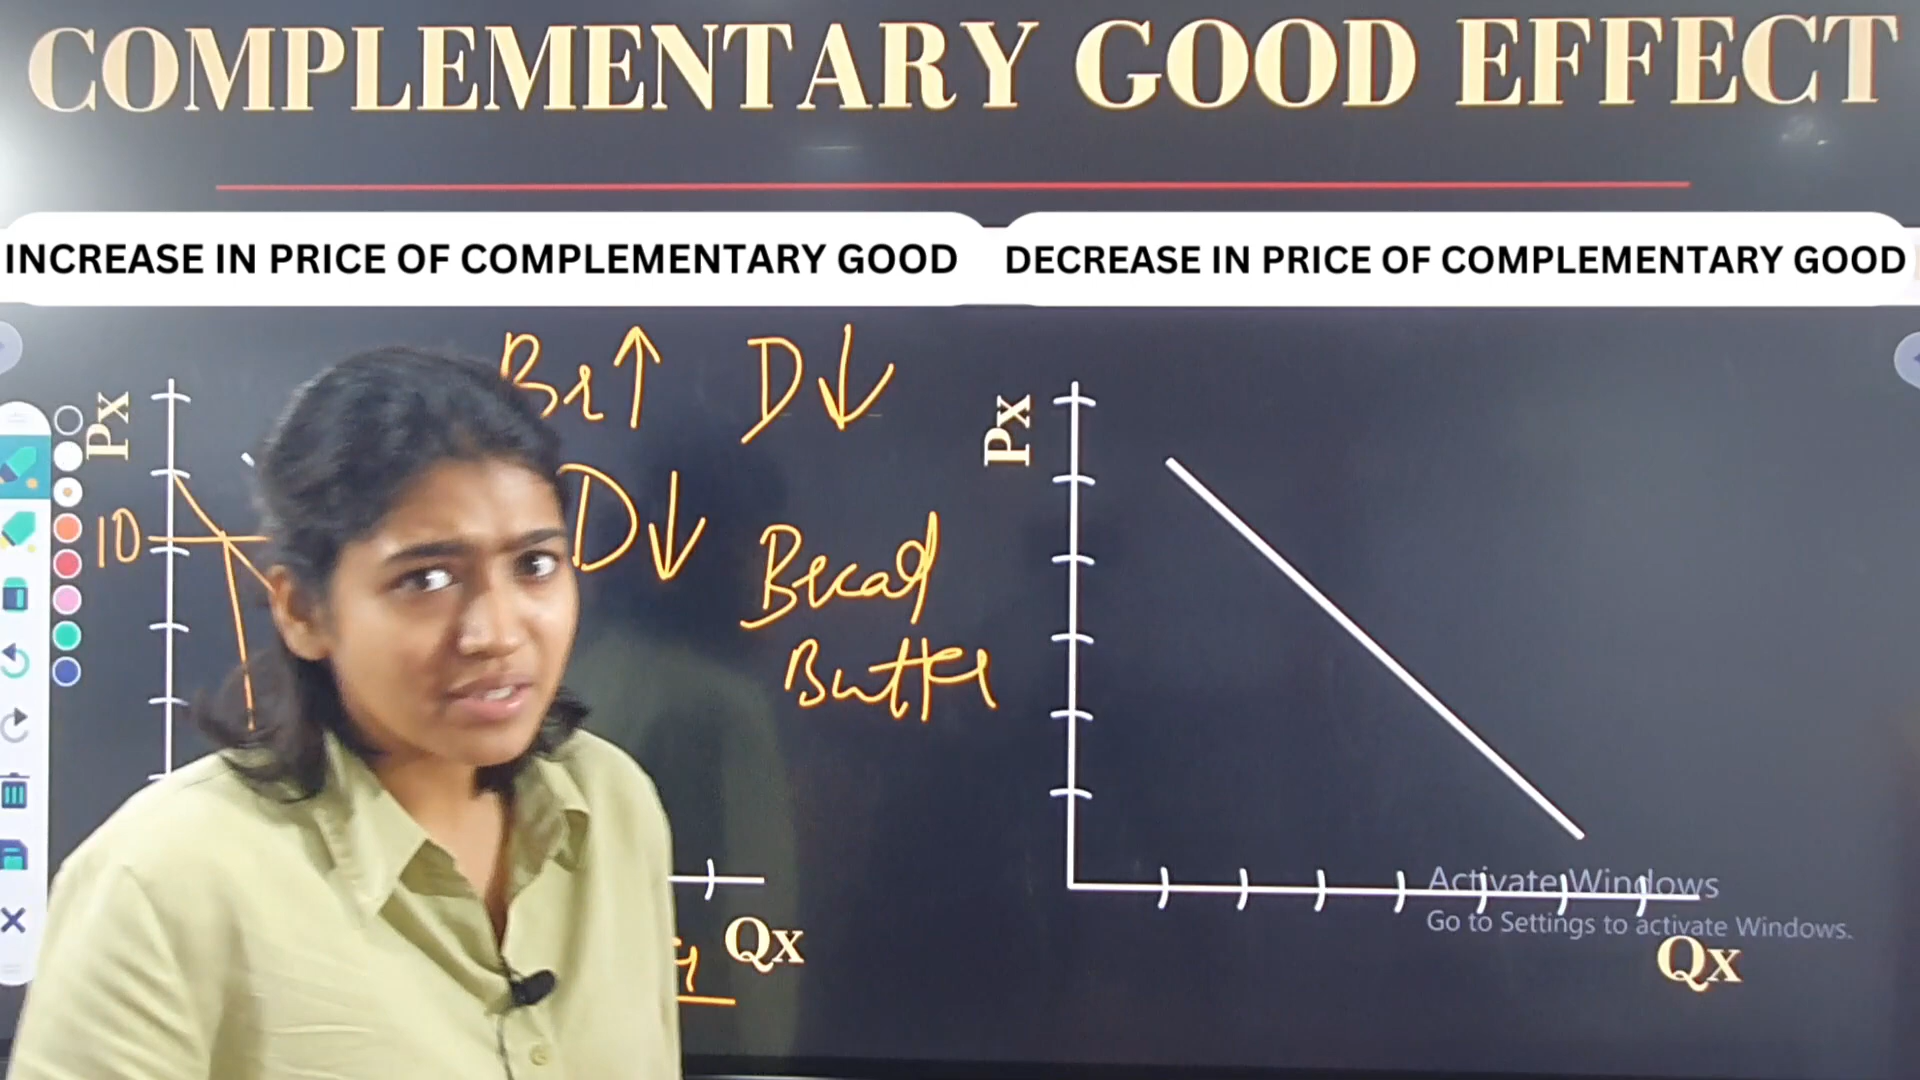 COMPLEMENTARY GOOD EFFECT
INCREASE IN PRICE OF COMPLEMENTARY GOOD
DECREASE IN PRICE OF COMPLEMENTARY GOOD
Br↑ D↓
Px
10
D↓
Bread
Butter
Qx
Px
Activate Windows
Go to Settings to activate Windows.
Qx